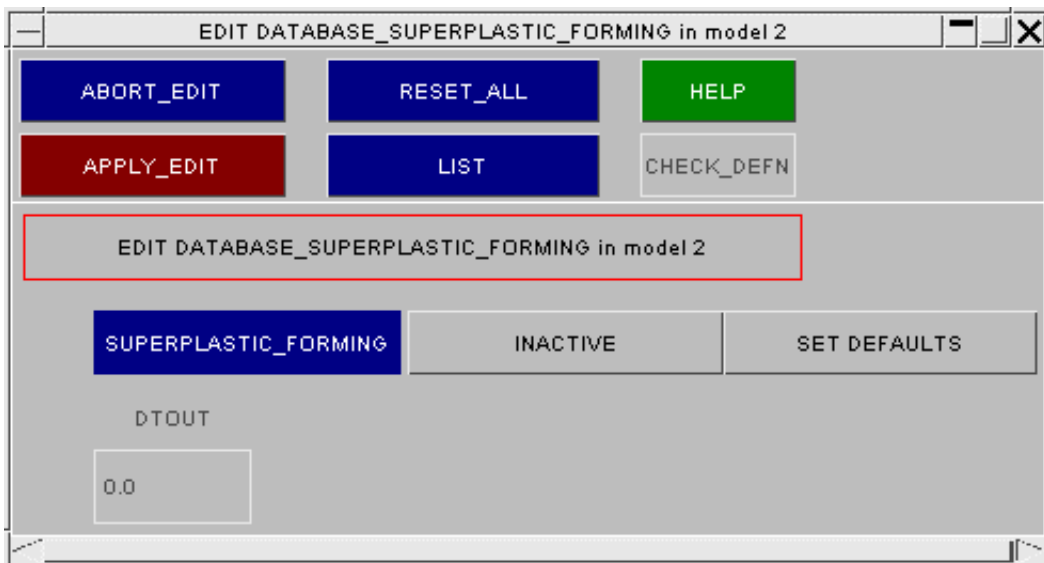 EDIT DATABASE_SUPERPLASTIC_FORMING in model 2
ABORT_EDIT RESET_ALL HELP
APPLY_EDIT LIST CHECK_DEFN
EDIT DATABASE_SUPERPLASTIC_FORMING in model 2
SUPERPLASTIC_FORMING INACTIVE SET DEFAULTS
DTOUT
0.0